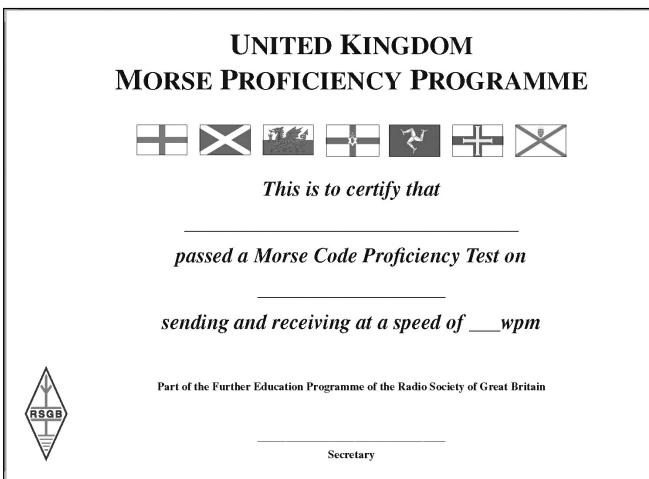 UNITED KINGDOM
MORSE PROFICIENCY PROGRAMME
This is to certify that
passed a Morse Code Proficiency Test on
sending and receiving at a speed of ___wpm
Part of the Further Education Programme of the Radio Society of Great Britain
RSGB
Secretary